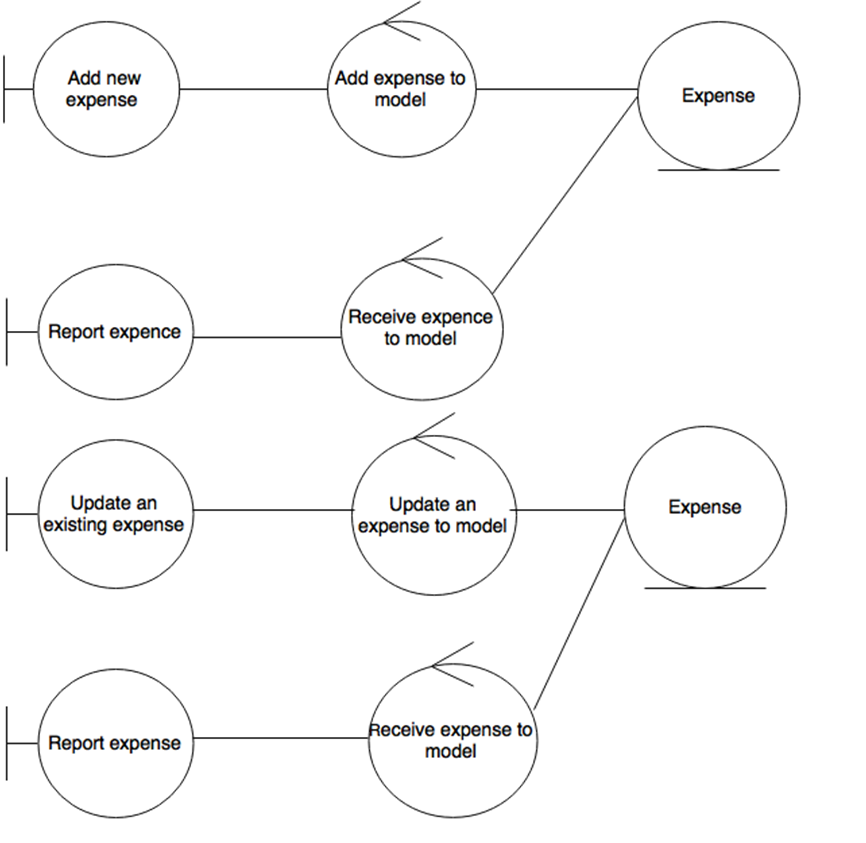 Add new
expense
Add expense to
model
Expense
Report expence
Receive expence
to model
Update an
existing expense
Update an
expense to model
Expense
Report expense
Receive expense to
model